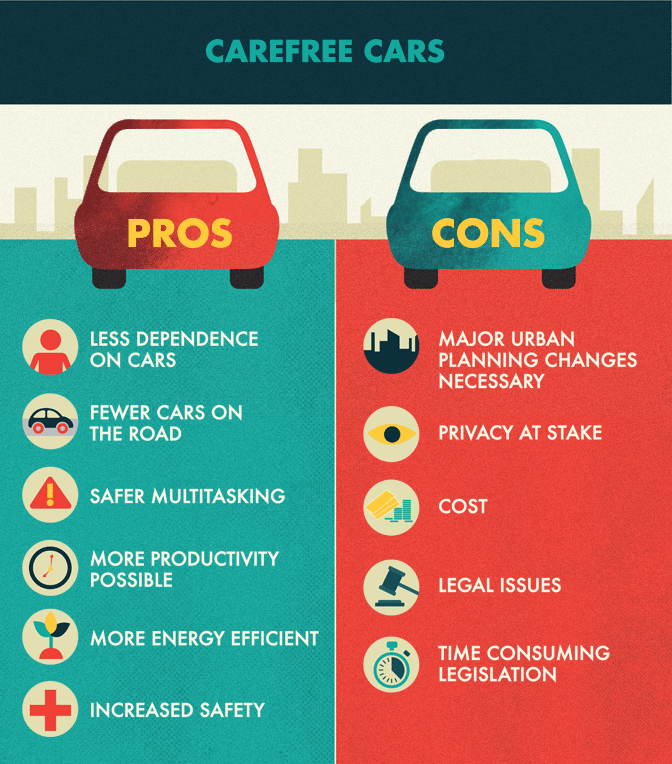 CAREFREE CARS
PROS
LESS DEPENDENCE
ON CARS
FEWER CARS ON
THE ROAD
SAFER MULTITASKING
MORE PRODUCTIVITY
POSSIBLE
MORE ENERGY EFFICIENT
INCREASED SAFETY
CONS
MAJOR URBAN
PLANNING CHANGES
NECESSARY
PRIVACY AT STAKE
COST
LEGAL ISSUES
TIME CONSUMING
LEGISLATION